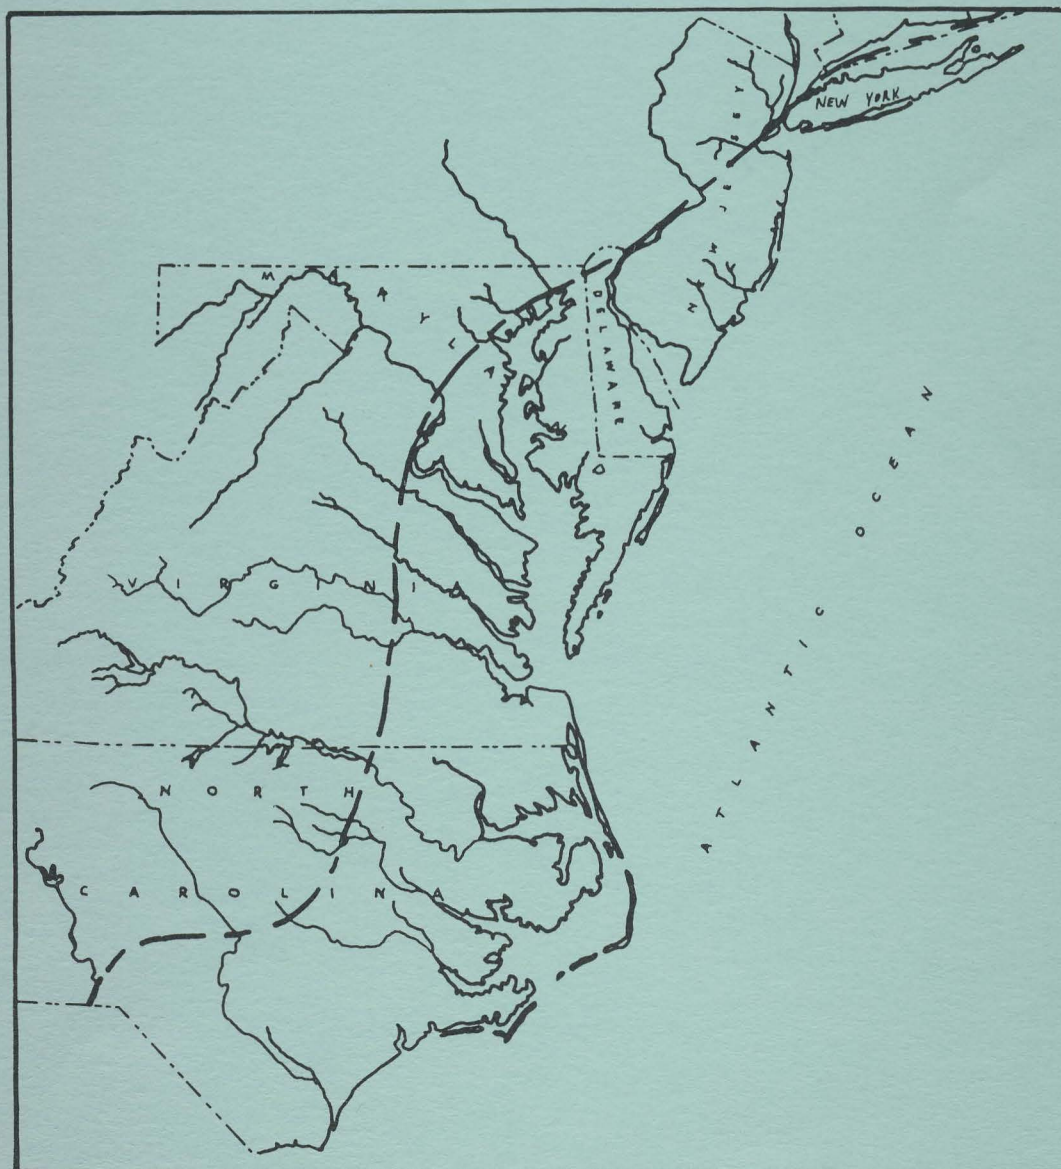 NEW YORK
NEW JERSEY
MARYLAND
DELAWARE
ATLANTIC OCEAN
VIRGINIA
NORTH
CAROLINA